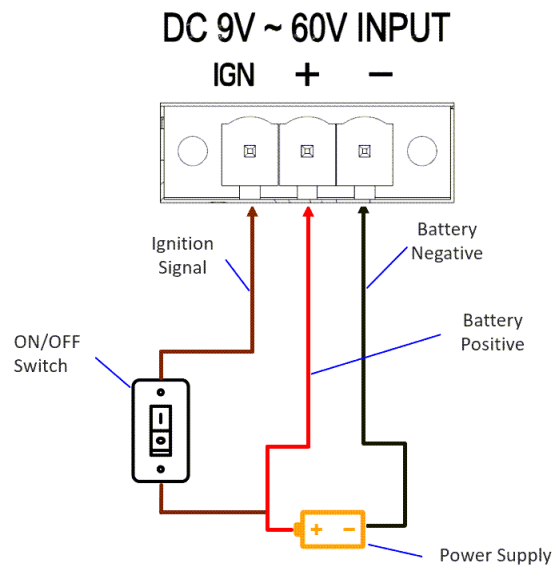 DC 9V ~ 60V INPUT
IGN + −
Ignition
Signal
Battery
Negative
Battery
Positive
ON/OFF
Switch
+ −
Power Supply